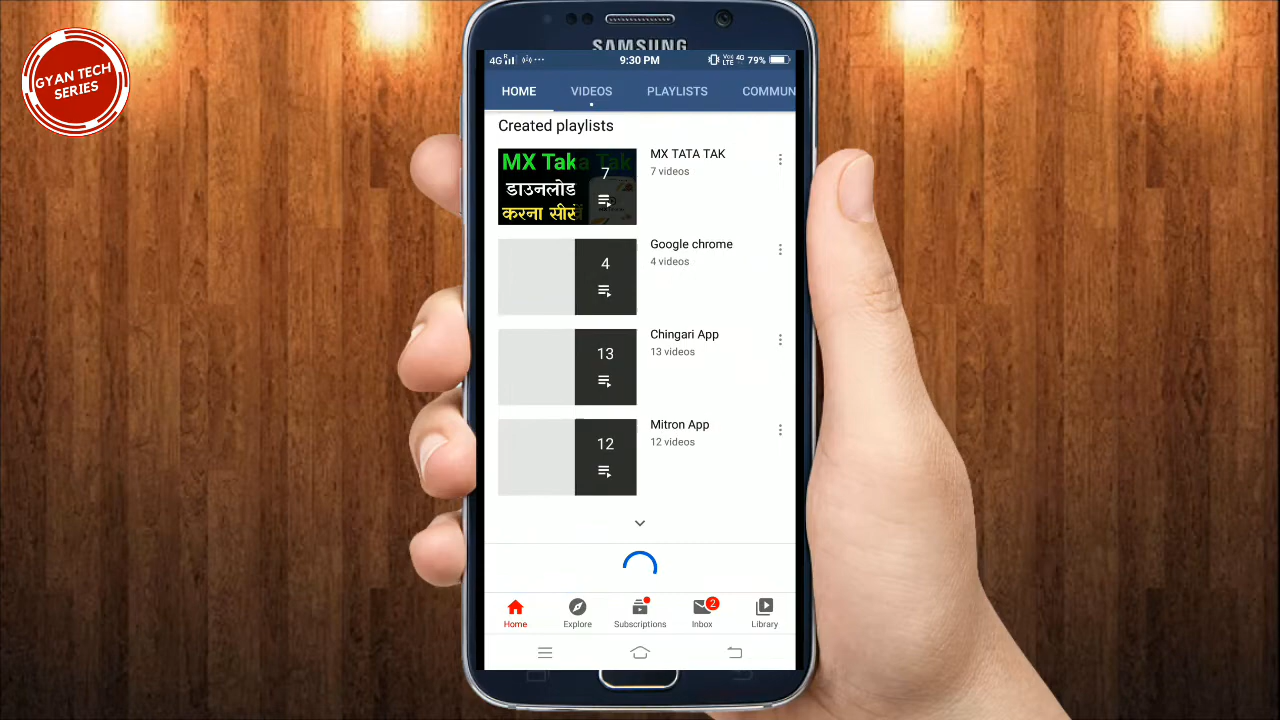 GYAN TECH
SERIES
SAMSUNG
4G
9:30 PM
VoLTE 4G 79%
HOME VIDEOS PLAYLISTS COMMUN
Created playlists
MX Taka Tak
डाउनलोड
करना सीखें
7
MX TATA TAK
7 videos
4
Google chrome
4 videos
13
Chingari App
13 videos
12
Mitron App
12 videos
2
Home Explore Subscriptions Inbox Library